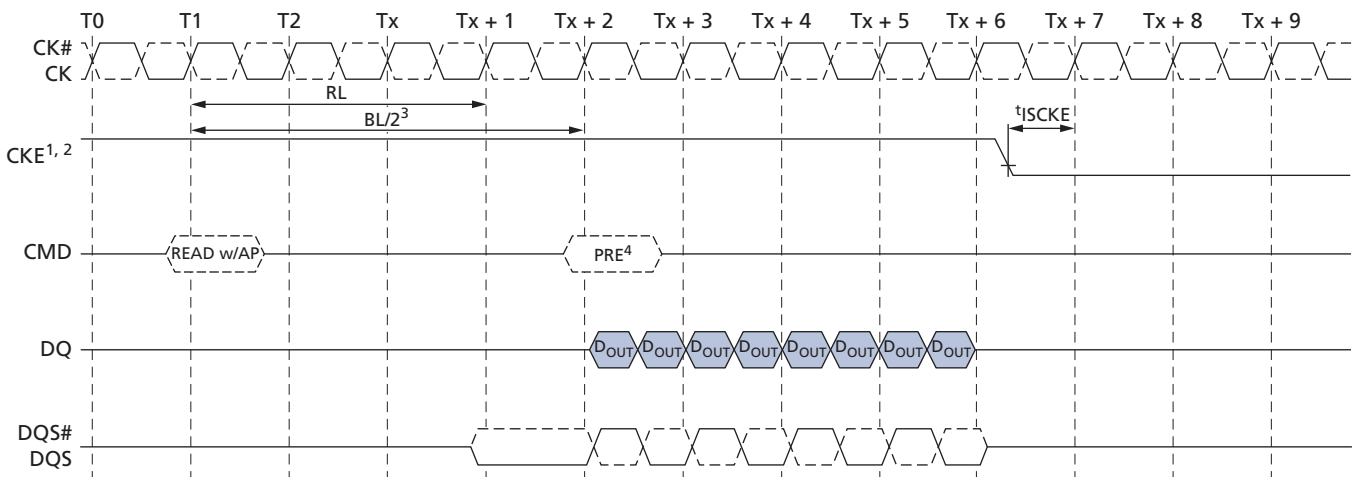 T0 T1 T2 Tx Tx + 1 Tx + 2 Tx + 3 Tx + 4 Tx + 5 Tx + 6 Tx + 7 Tx + 8 Tx + 9
CK#
CK
RL
BL/2³
tISCKE
CKE1, 2
CMD
READ w/AP
PRE⁴
DQ
DOUT DOUT DOUT DOUT DOUT DOUT DOUT DOUT
DQS#
DQS